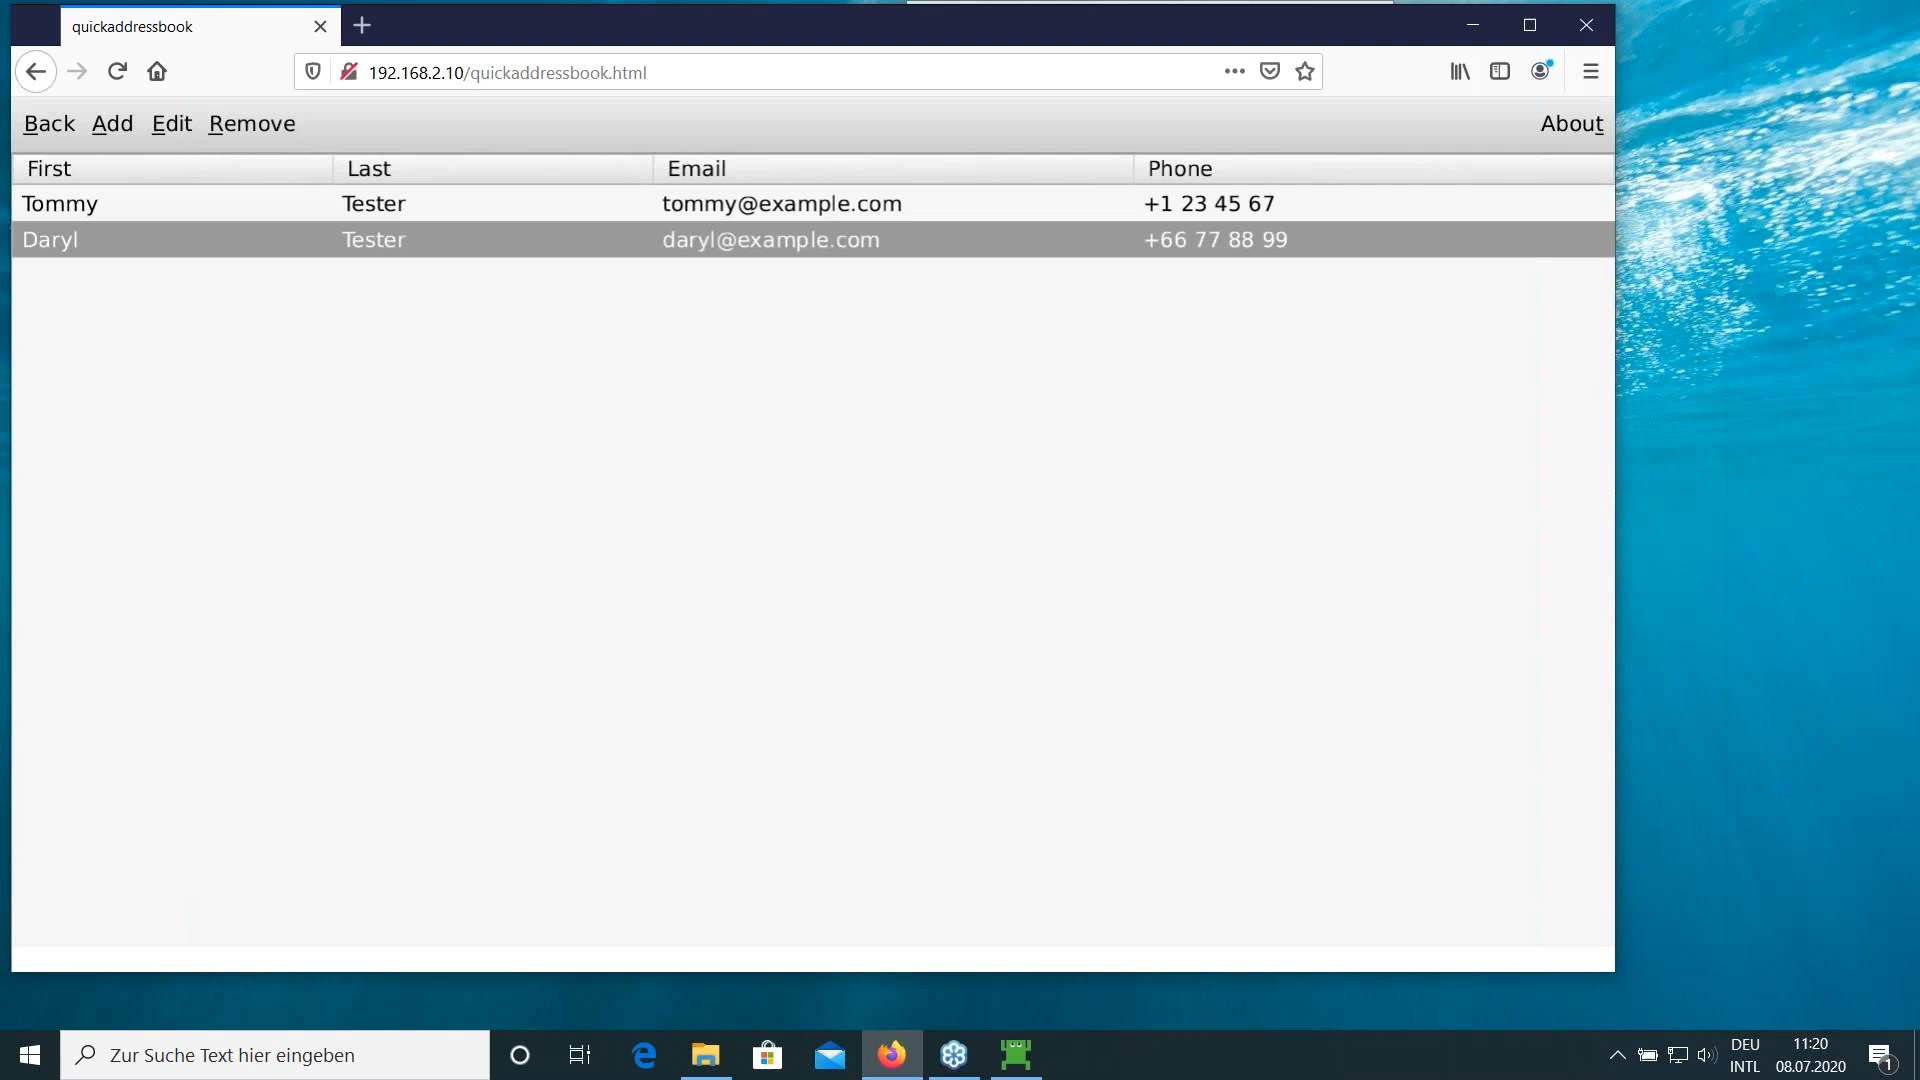 quickaddressbook
192.168.2.10/quickaddressbook.html
Back Add Edit Remove About
First Last Email Phone
Tommy Tester tommy@example.com +1 23 45 67
Daryl Tester daryl@example.com +66 77 88 99
Zur Suche Text hier eingeben
DEU 11:20
INTL 08.07.2020
1